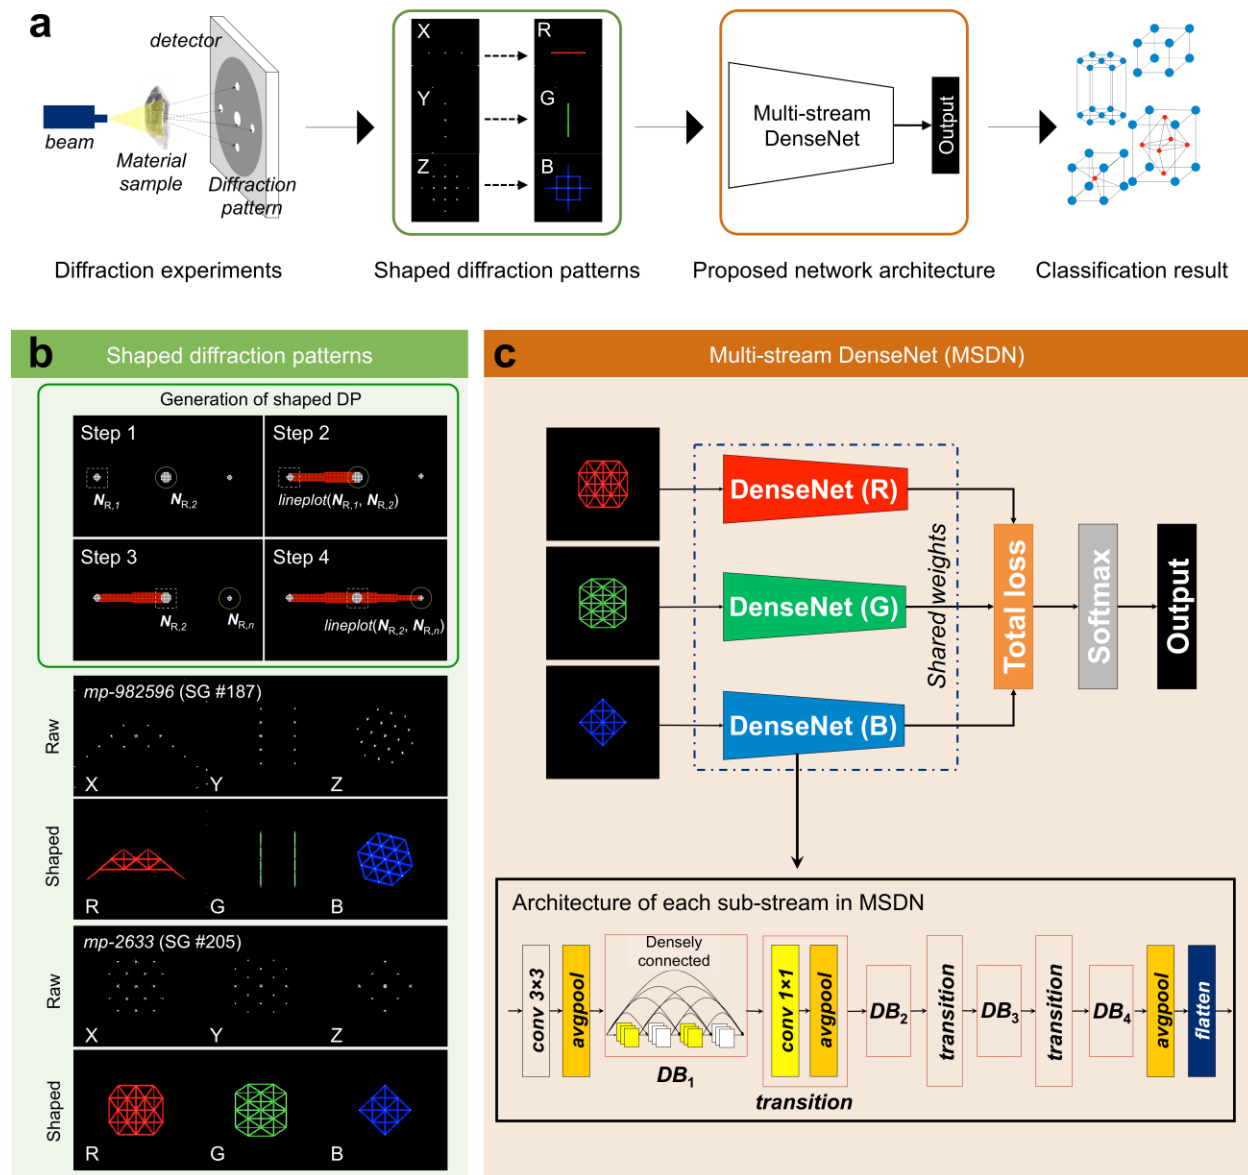 a
detector
beam
Material
sample
Diffraction
pattern
X
R
Y
G
Z
B
Multi-stream
DenseNet
Output
Diffraction experiments
Shaped diffraction patterns
Proposed network architecture
Classification result
b
Shaped diffraction patterns
Generation of shaped DP
Step 1
N_R,1
N_R,2
Step 2
lineplot(N_R,1, N_R,2)
Step 3
N_R,2
N_R,n
Step 4
lineplot(N_R,2, N_R,n)
Raw
mp-982596 (SG #187)
X
Y
Z
Shaped
R
G
B
Raw
mp-2633 (SG #205)
X
Y
Z
Shaped
R
G
B
c
Multi-stream DenseNet (MSDN)
DenseNet (R)
DenseNet (G)
DenseNet (B)
Shared weights
Total loss
Softmax
Output
Architecture of each sub-stream in MSDN
conv 3×3
avgpool
Densely
connected
DB1
conv 1×1
avgpool
transition
DB2
transition
DB3
transition
DB4
avgpool
flatten